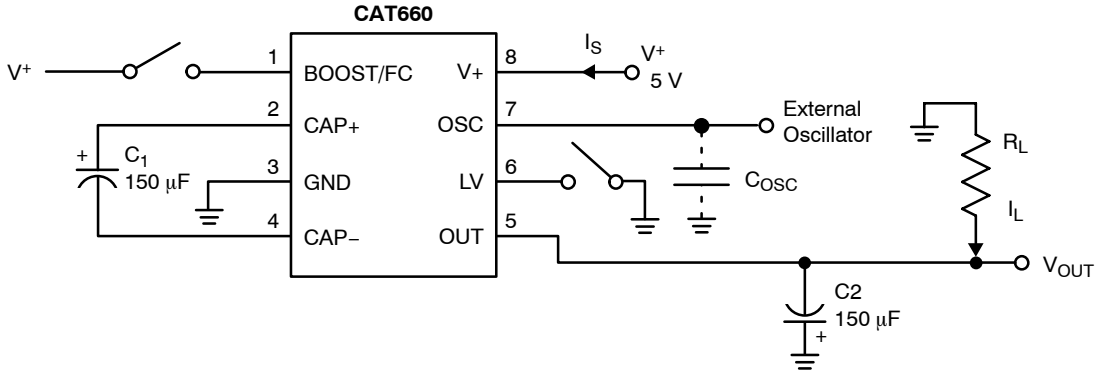 CAT660
V+
1
BOOST/FC
2
CAP+
3
GND
4
CAP−
+
C1
150 µF
V+
8
IS
V+
5 V
OSC
7
External
Oscillator
LV
6
COSC
OUT
5
RL
IL
VOUT
C2
150 µF
+